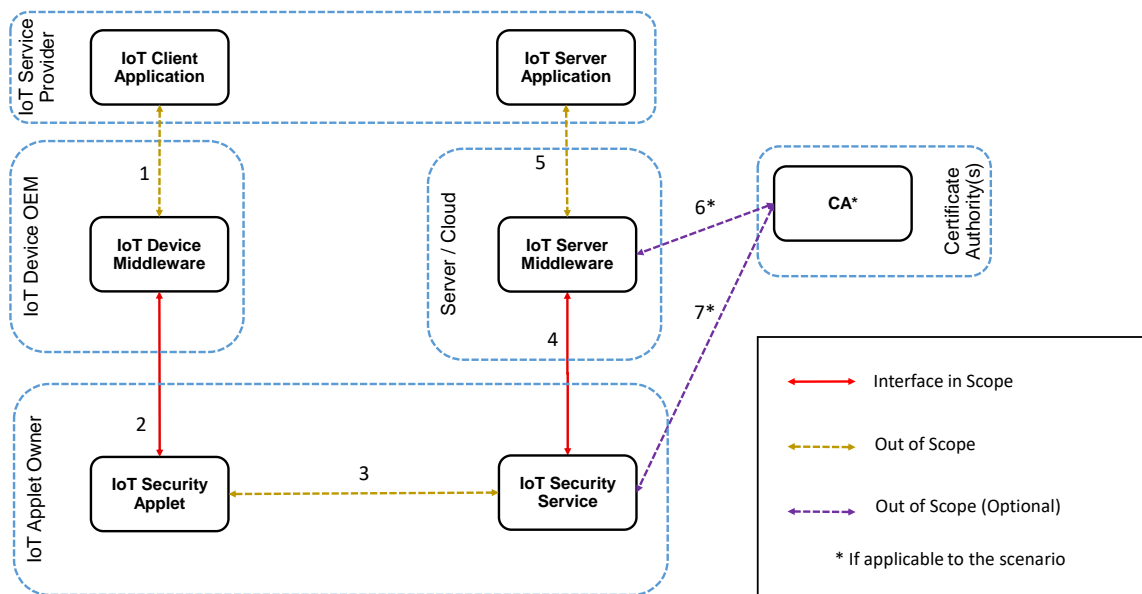 IoT Service
Provider
IoT Client
Application
IoT Server
Application
1
5
IoT Device OEM
IoT Device
Middleware
Server / Cloud
IoT Server
Middleware
6*
CA*
Certificate
Authority(s)
7*
2
4
IoT Applet Owner
IoT Security
Applet
3
IoT Security
Service
Interface in Scope
Out of Scope
Out of Scope (Optional)
* If applicable to the scenario